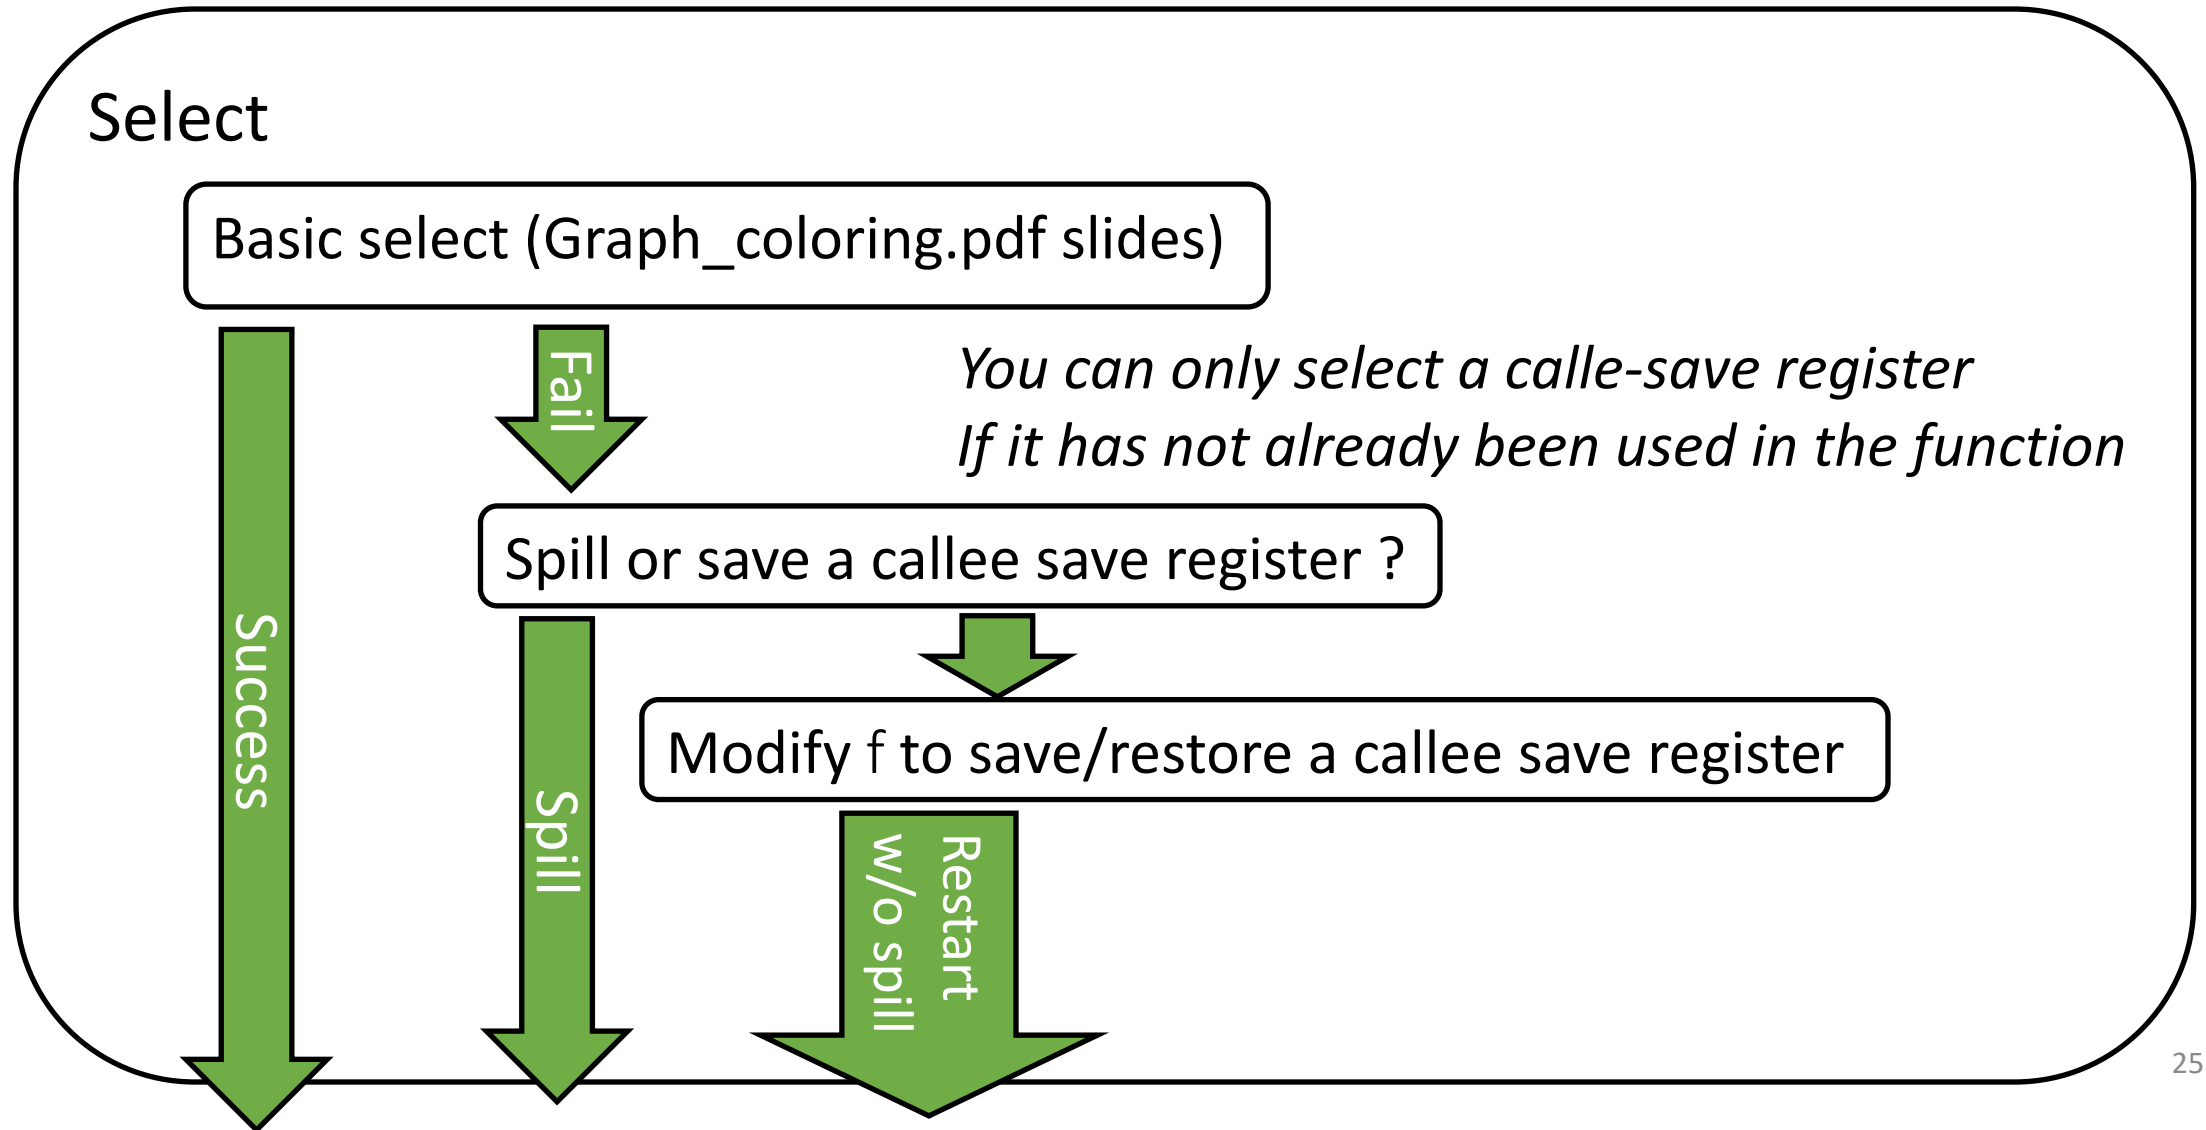 Select
Basic select (Graph_coloring.pdf slides)
Fail
You can only select a calle-save register
If it has not already been used in the function
Spill or save a callee save register ?
Success
Modify f to save/restore a callee save register
Spill
Restart
w/o spill
25